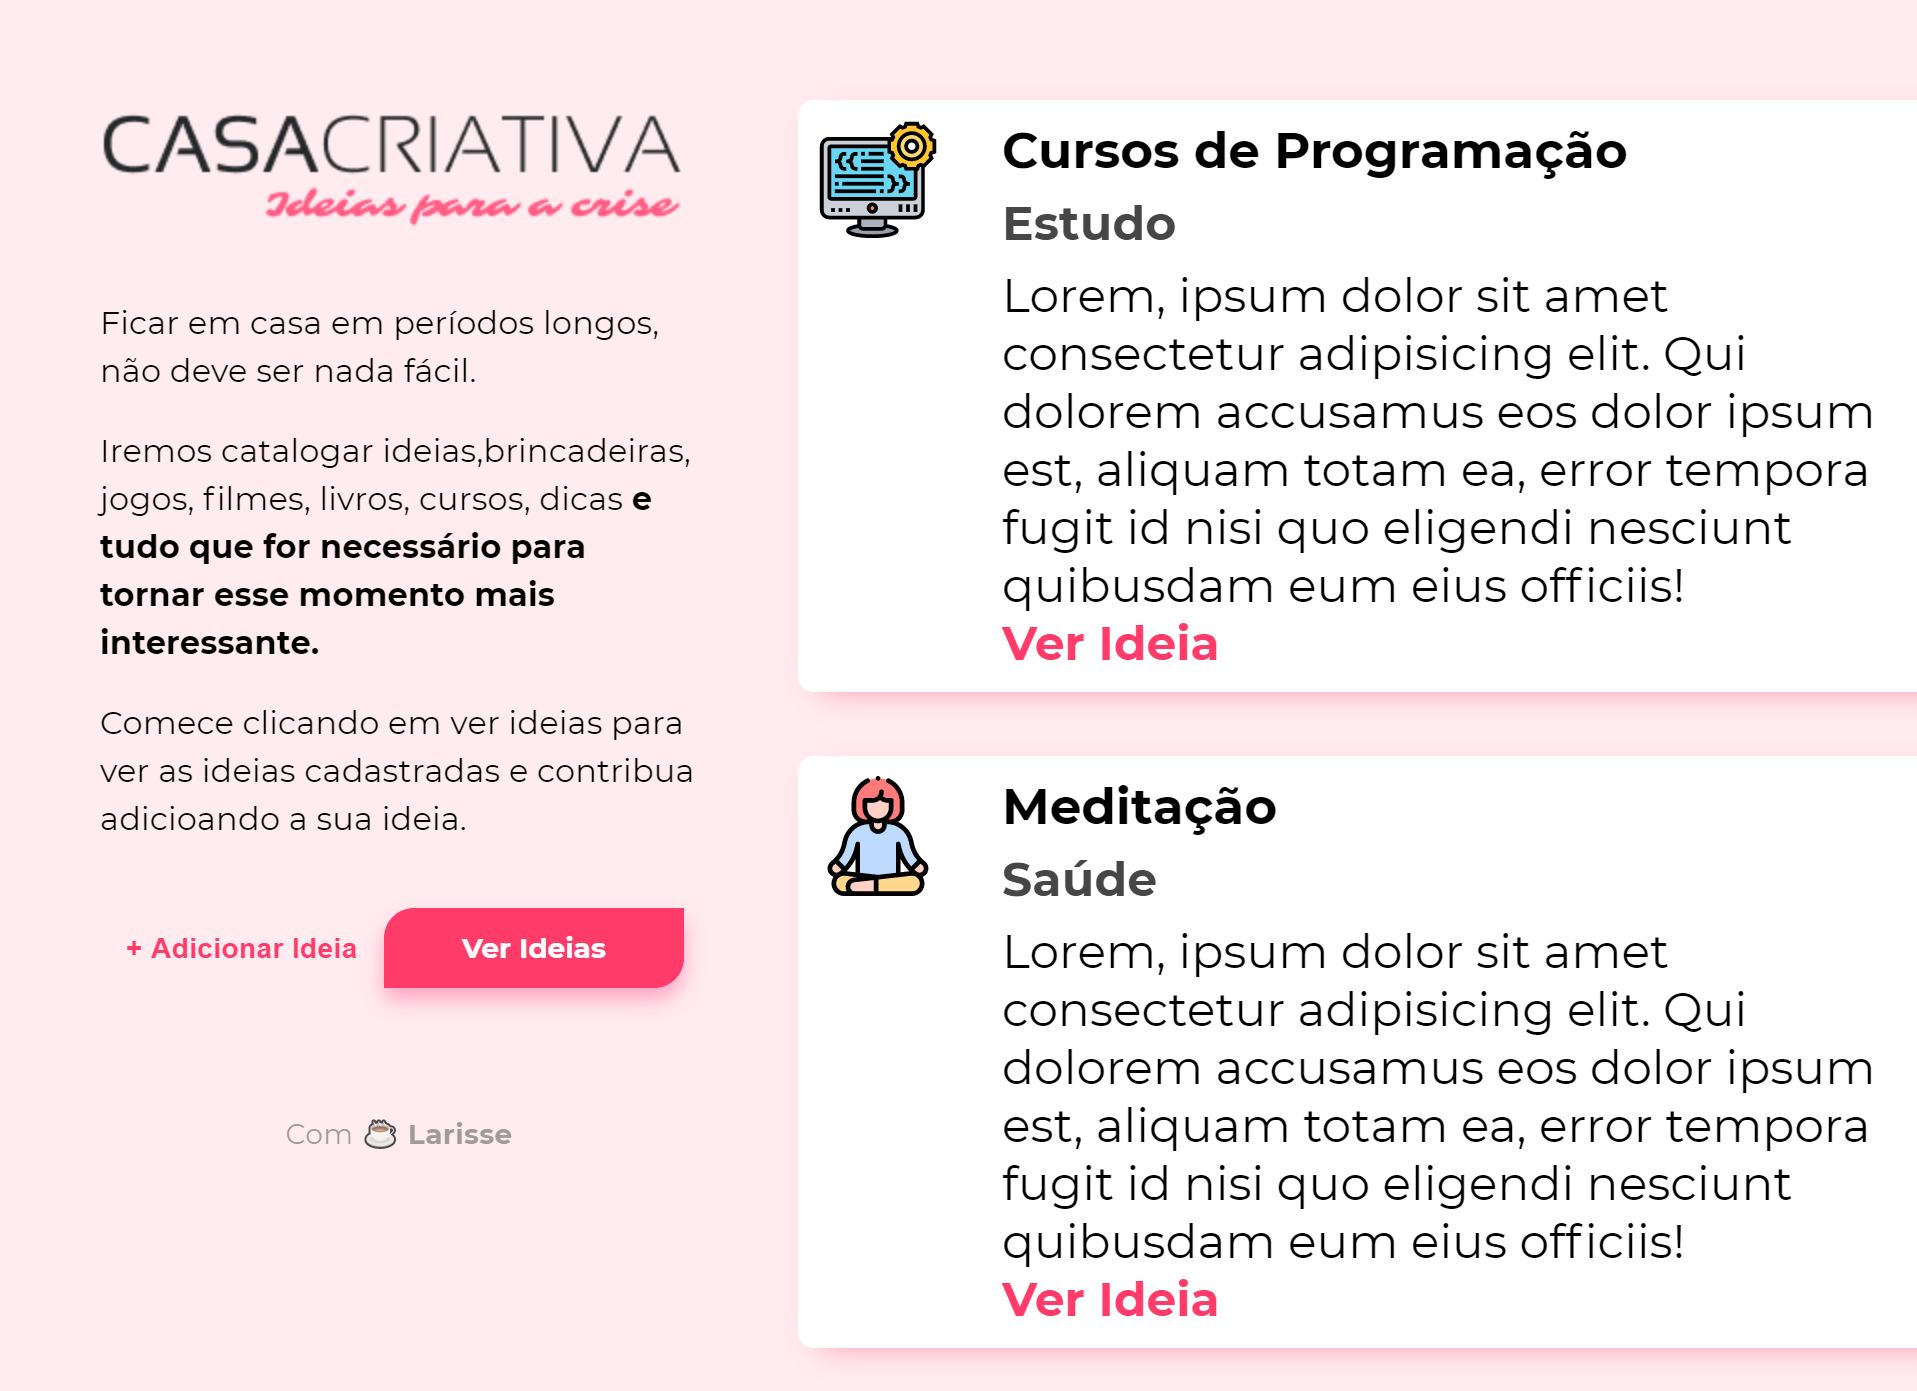 CASACRIATIVA
Ideias para a crise
Ficar em casa em períodos longos,
não deve ser nada fácil.
Iremos catalogar ideias,brincadeiras,
jogos, filmes, livros, cursos, dicas e
tudo que for necessário para
tornar esse momento mais
interessante.
Comece clicando em ver ideias para
ver as ideias cadastradas e contribua
adicioando a sua ideia.
+ Adicionar Ideia
Ver Ideias
Com ☕ Larisse
Cursos de Programação
Estudo
Lorem, ipsum dolor sit amet
consectetur adipisicing elit. Qui
dolorem accusamus eos dolor ipsum
est, aliquam totam ea, error tempora
fugit id nisi quo eligendi nesciunt
quibusdam eum eius officiis!
Ver Ideia
Meditação
Saúde
Lorem, ipsum dolor sit amet
consectetur adipisicing elit. Qui
dolorem accusamus eos dolor ipsum
est, aliquam totam ea, error tempora
fugit id nisi quo eligendi nesciunt
quibusdam eum eius officiis!
Ver Ideia